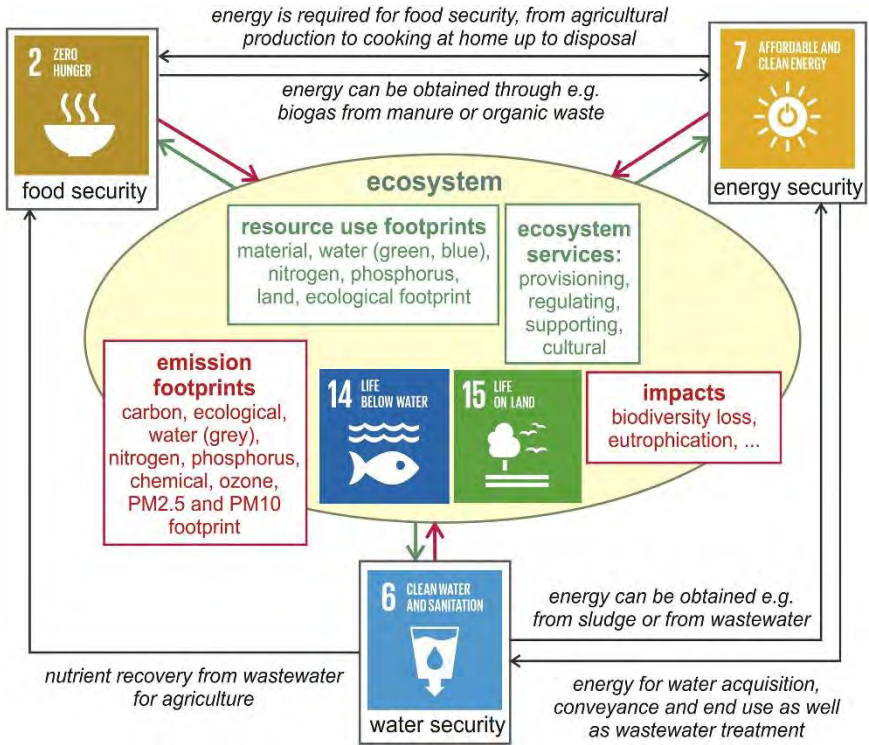 energy is required for food security, from agricultural
production to cooking at home up to disposal
2 ZERO
HUNGER
food security
energy can be obtained through e.g.
biogas from manure or organic waste
7 AFFORDABLE AND
CLEAN ENERGY
energy security
ecosystem
resource use footprints
material, water (green, blue),
nitrogen, phosphorus,
land, ecological footprint
ecosystem
services:
provisioning,
regulating,
supporting,
cultural
emission
footprints
carbon, ecological,
water (grey),
nitrogen, phosphorus,
chemical, ozone,
PM2.5 and PM10
footprint
14 LIFE
BELOW WATER
15 LIFE
ON LAND
impacts
biodiversity loss,
eutrophication, ...
6 CLEAN WATER
AND SANITATION
water security
nutrient recovery from wastewater
for agriculture
energy can be obtained e.g.
from sludge or from wastewater
energy for water acquisition,
conveyance and end use as well
as wastewater treatment